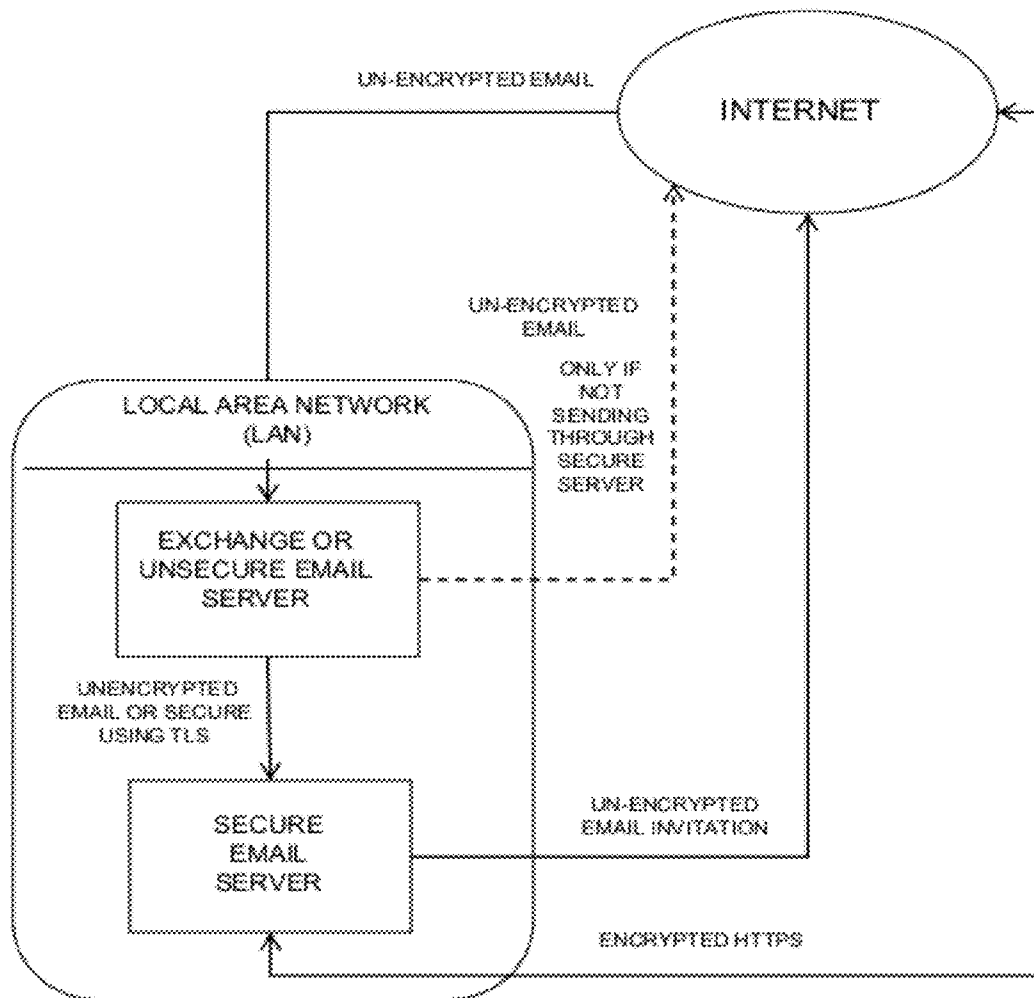 UN-ENCRYPTED EMAIL
INTERNET
UN-ENCRYPTED
EMAIL
ONLY IF
NOT
SENDING
THROUGH
SECURE
SERVER
LOCAL AREA NETWORK
(LAN)
EXCHANGE OR
UNSECURE EMAIL
SERVER
UNENCRYPTED
EMAIL OR SECURE
USING TLS
SECURE
EMAIL
SERVER
UN-ENCRYPTED
EMAIL INVITATION
ENCRYPTED HTTPS